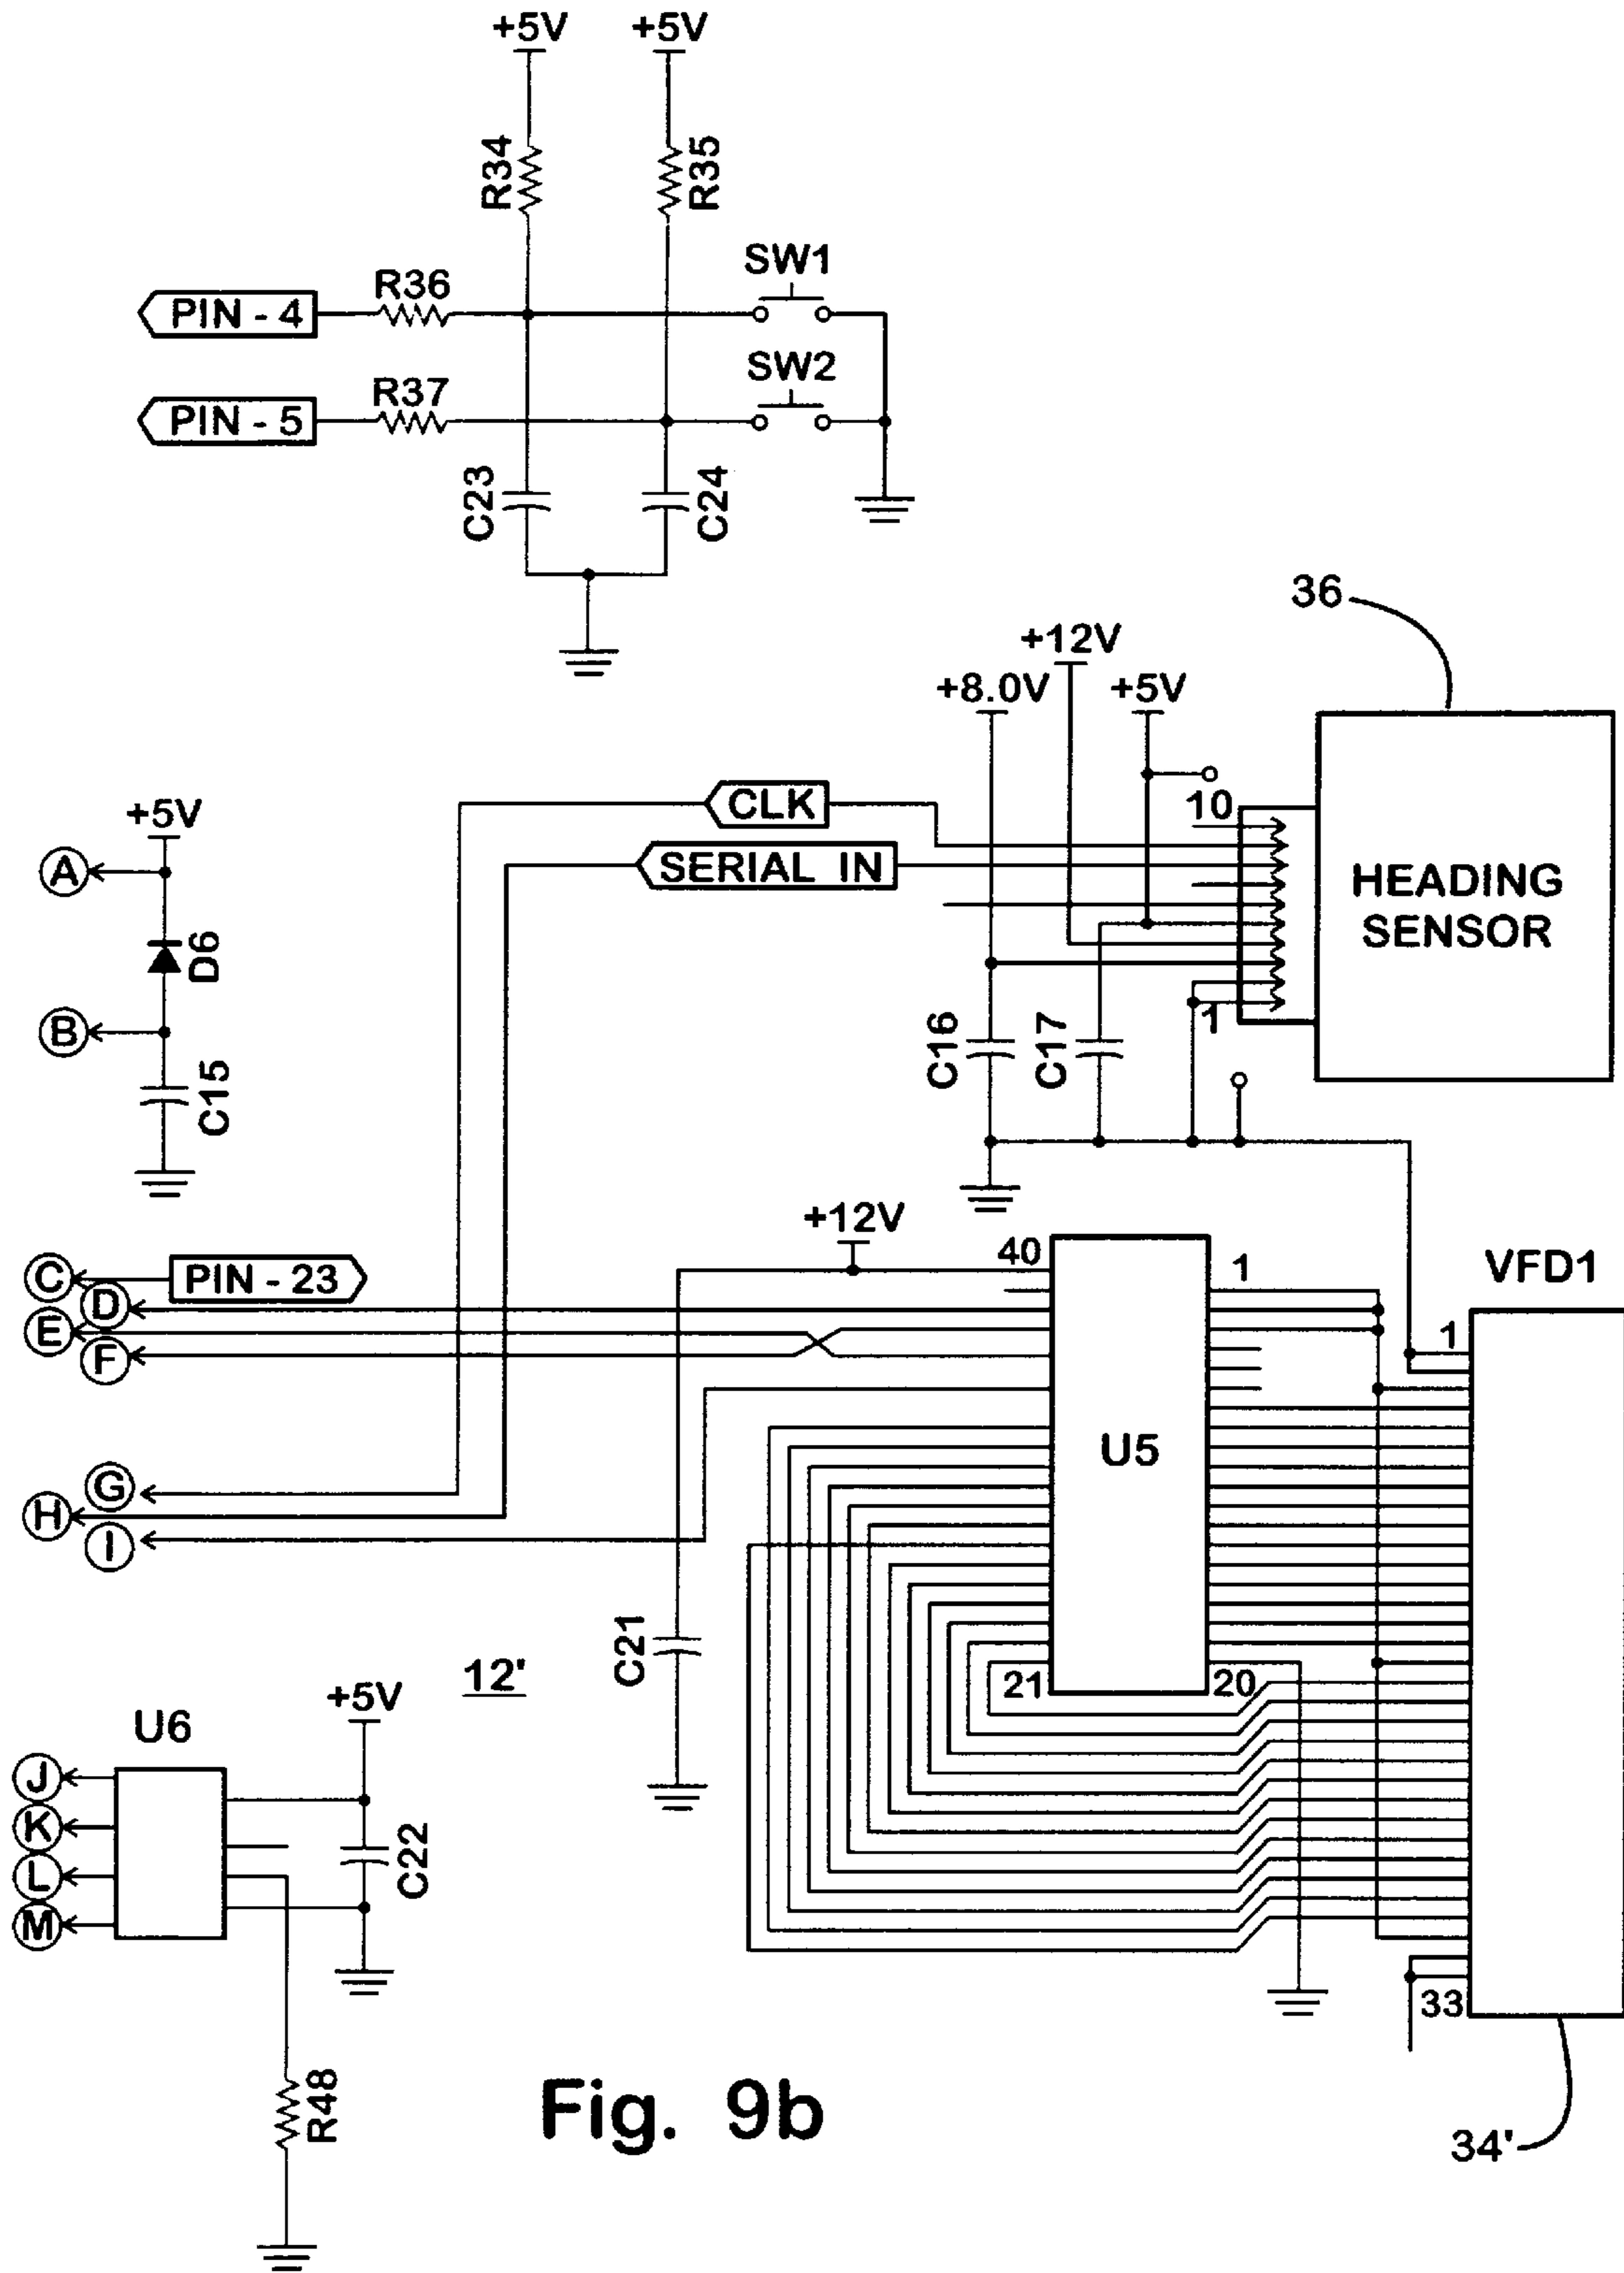 +5V +5V
R34
R35
SW1
R36
PIN - 4
SW2
R37
PIN - 5
C23
C24
36
+12V
+8.0V
+5V
CLK
10
+5V
SERIAL IN
A
HEADING
SENSOR
D6
1
B
C16
C17
C15
+12V
40
1
VFD1
C
PIN - 23
D
E
1
F
U5
G
H
I
C21
12'
21
20
+5V
U6
J
K
C22
L
M
33
R48
Fig. 9b
34'